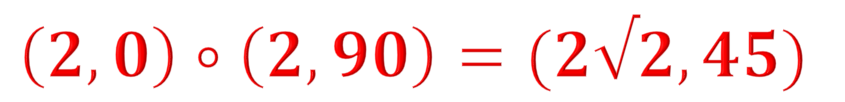 (2, 0) ∘ (2, 90) = (2√2, 45)